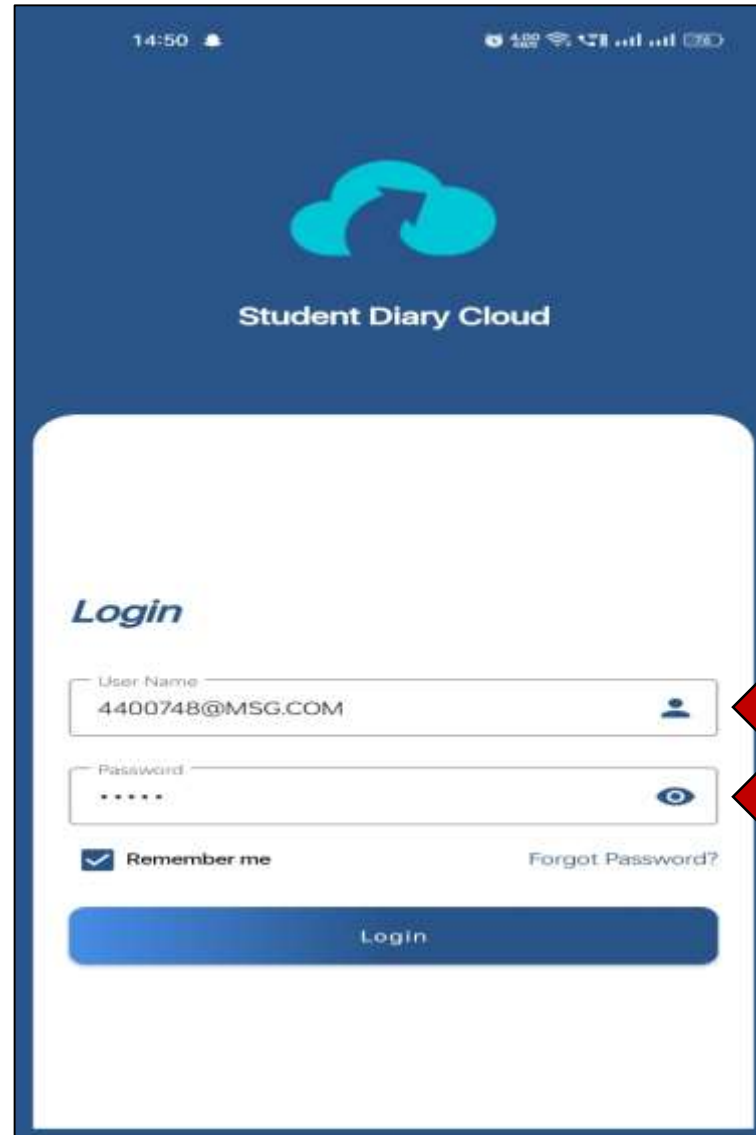 14:50
Student Diary Cloud
Login
User Name
4400748@MSG.COM
Password
•••••
Remember me
Forgot Password?
Login